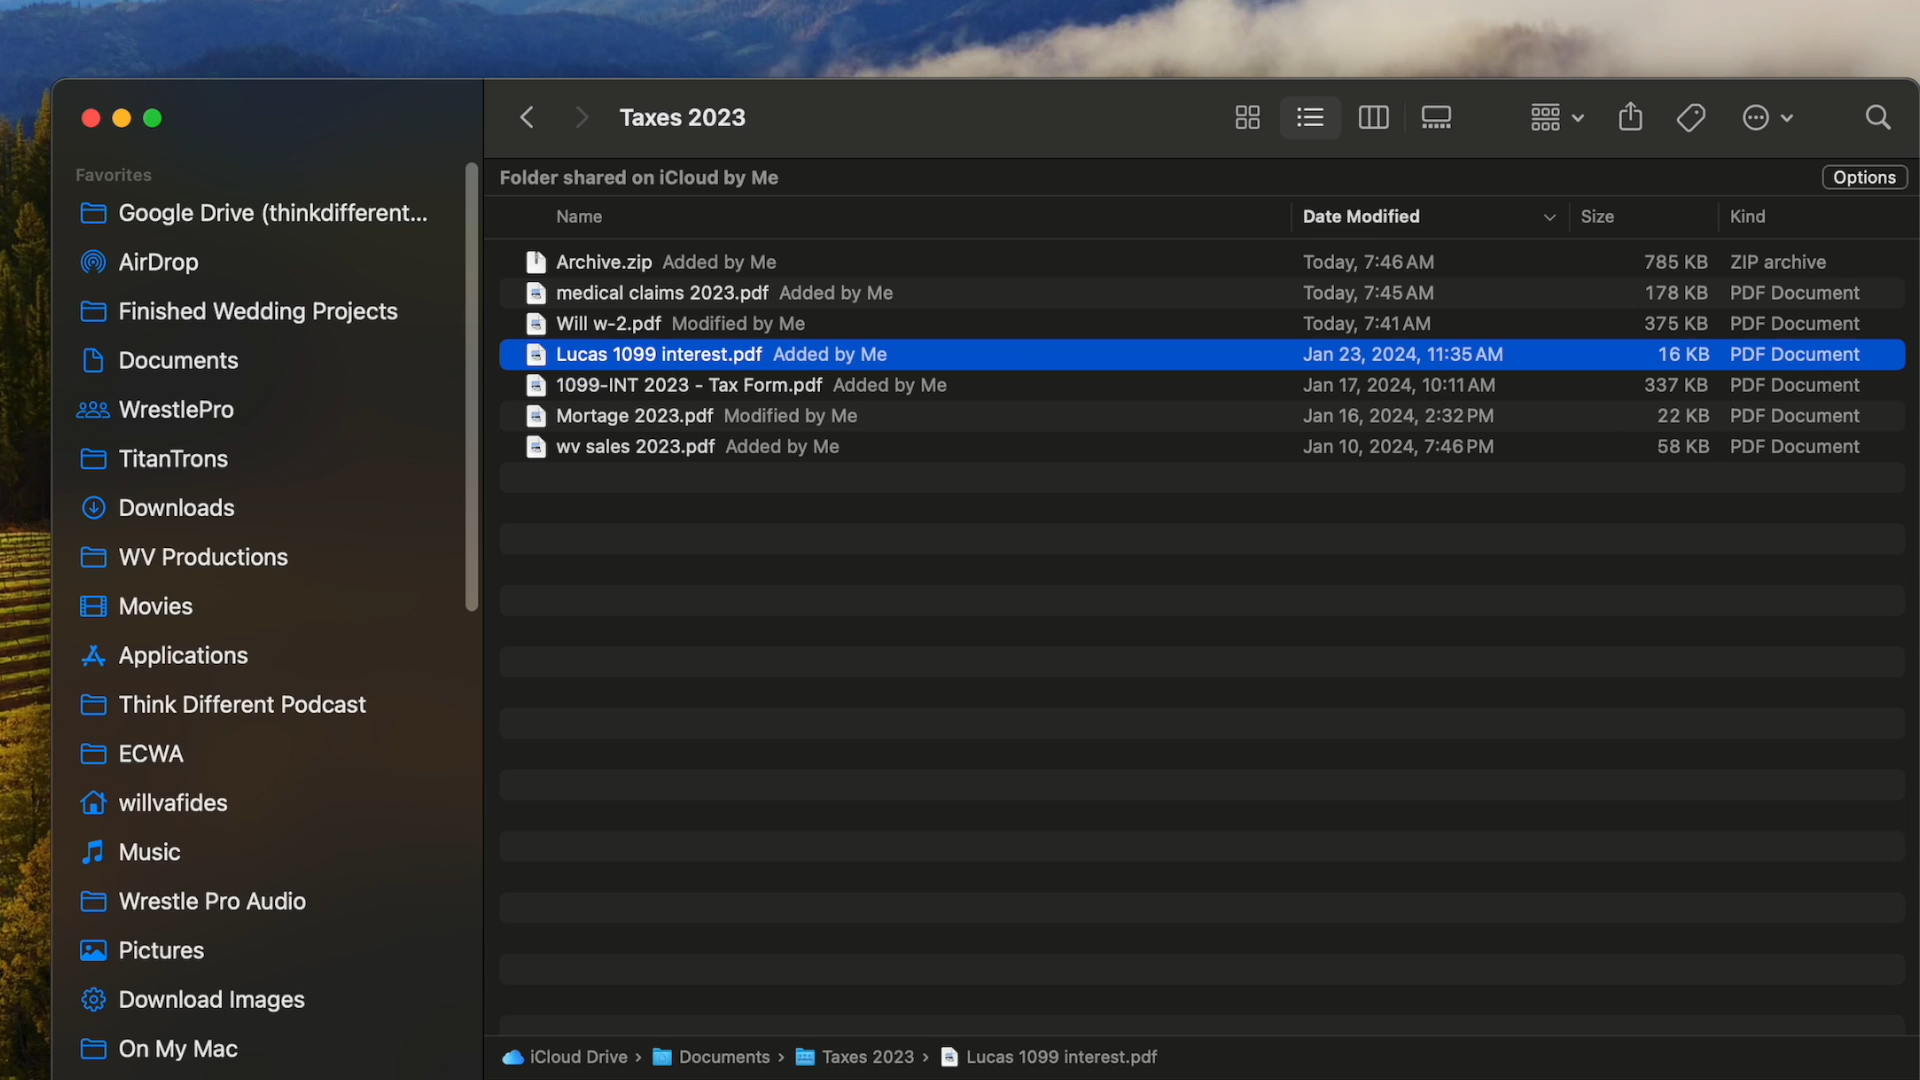 Taxes 2023
Favorites
Google Drive (thinkdifferent...
AirDrop
Finished Wedding Projects
Documents
WrestlePro
TitanTrons
Downloads
WV Productions
Movies
Applications
Think Different Podcast
ECWA
willvafides
Music
Wrestle Pro Audio
Pictures
Download Images
On My Mac
Folder shared on iCloud by Me Options
Name Date Modified Size Kind
Archive.zip Added by Me Today, 7:46 AM 785 KB ZIP archive
medical claims 2023.pdf Added by Me Today, 7:45 AM 178 KB PDF Document
Will w-2.pdf Modified by Me Today, 7:41 AM 375 KB PDF Document
Lucas 1099 interest.pdf Added by Me Jan 23, 2024, 11:35 AM 16 KB PDF Document
1099-INT 2023 - Tax Form.pdf Added by Me Jan 17, 2024, 10:11 AM 337 KB PDF Document
Mortage 2023.pdf Modified by Me Jan 16, 2024, 2:32 PM 22 KB PDF Document
wv sales 2023.pdf Added by Me Jan 10, 2024, 7:46 PM 58 KB PDF Document
iCloud Drive › Documents › Taxes 2023 › Lucas 1099 interest.pdf